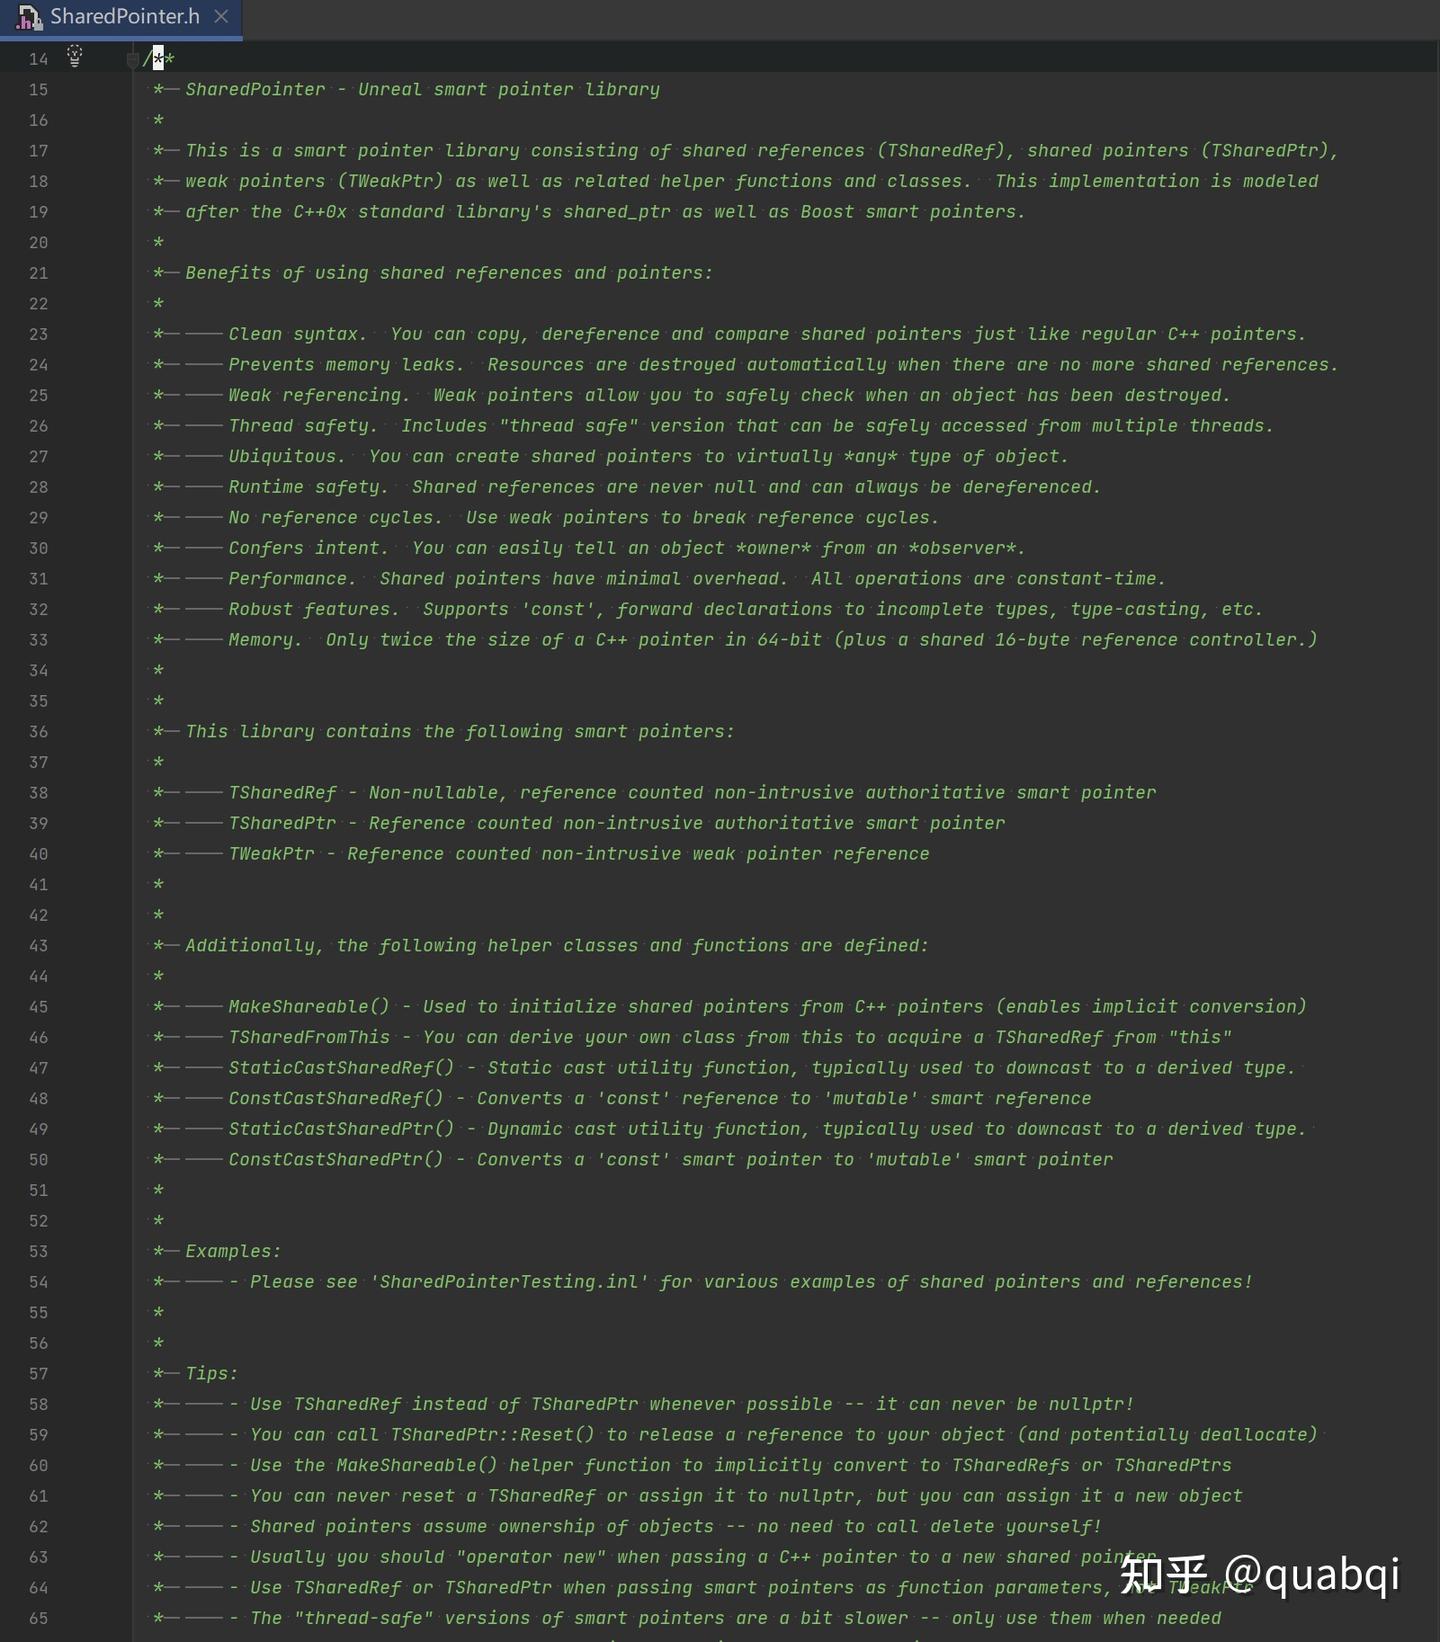 SharedPointer.h
14 /**
15 * SharedPointer - Unreal smart pointer library
16 *
17 * This is a smart pointer library consisting of shared references (TSharedRef), shared pointers (TSharedPtr),
18 * weak pointers (TWeakPtr) as well as related helper functions and classes.  This implementation is modeled
19 * after the C++0x standard library's shared_ptr as well as Boost smart pointers.
20 *
21 * Benefits of using shared references and pointers:
22 *
23 * Clean syntax.  You can copy, dereference and compare shared pointers just like regular C++ pointers.
24 * Prevents memory leaks.  Resources are destroyed automatically when there are no more shared references.
25 * Weak referencing.  Weak pointers allow you to safely check when an object has been destroyed.
26 * Thread safety.  Includes "thread safe" version that can be safely accessed from multiple threads.
27 * Ubiquitous.  You can create shared pointers to virtually *any* type of object.
28 * Runtime safety.  Shared references are never null and can always be dereferenced.
29 * No reference cycles.  Use weak pointers to break reference cycles.
30 * Confers intent.  You can easily tell an object *owner* from an *observer*.
31 * Performance.  Shared pointers have minimal overhead.  All operations are constant-time.
32 * Robust features.  Supports 'const', forward declarations to incomplete types, type-casting, etc.
33 * Memory.  Only twice the size of a C++ pointer in 64-bit (plus a shared 16-byte reference controller.)
34 *
35 *
36 * This library contains the following smart pointers:
37 *
38 * TSharedRef - Non-nullable, reference counted non-intrusive authoritative smart pointer
39 * TSharedPtr - Reference counted non-intrusive authoritative smart pointer
40 * TWeakPtr - Reference counted non-intrusive weak pointer reference
41 *
42 *
43 * Additionally, the following helper classes and functions are defined:
44 *
45 * MakeShareable() - Used to initialize shared pointers from C++ pointers (enables implicit conversion)
46 * TSharedFromThis - You can derive your own class from this to acquire a TSharedRef from "this"
47 * StaticCastSharedRef() - Static cast utility function, typically used to downcast to a derived type.
48 * ConstCastSharedRef() - Converts a 'const' reference to 'mutable' smart reference
49 * StaticCastSharedPtr() - Dynamic cast utility function, typically used to downcast to a derived type.
50 * ConstCastSharedPtr() - Converts a 'const' smart pointer to 'mutable' smart pointer
51 *
52 *
53 * Examples:
54 * - Please see 'SharedPointerTesting.inl' for various examples of shared pointers and references!
55 *
56 *
57 * Tips:
58 * - Use TSharedRef instead of TSharedPtr whenever possible -- it can never be nullptr!
59 * - You can call TSharedPtr::Reset() to release a reference to your object (and potentially deallocate)
60 * - Use the MakeShareable() helper function to implicitly convert to TSharedRefs or TSharedPtrs
61 * - You can never reset a TSharedRef or assign it to nullptr, but you can assign it a new object
62 * - Shared pointers assume ownership of objects -- no need to call delete yourself!
63 * - Usually you should "operator new" when passing a C++ pointer to a new shared pointer
64 * - Use TSharedRef or TSharedPtr when passing smart pointers as function parameters, not TWeakPtr
65 * - The "thread-safe" versions of smart pointers are a bit slower -- only use them when needed
知乎 @quabqi